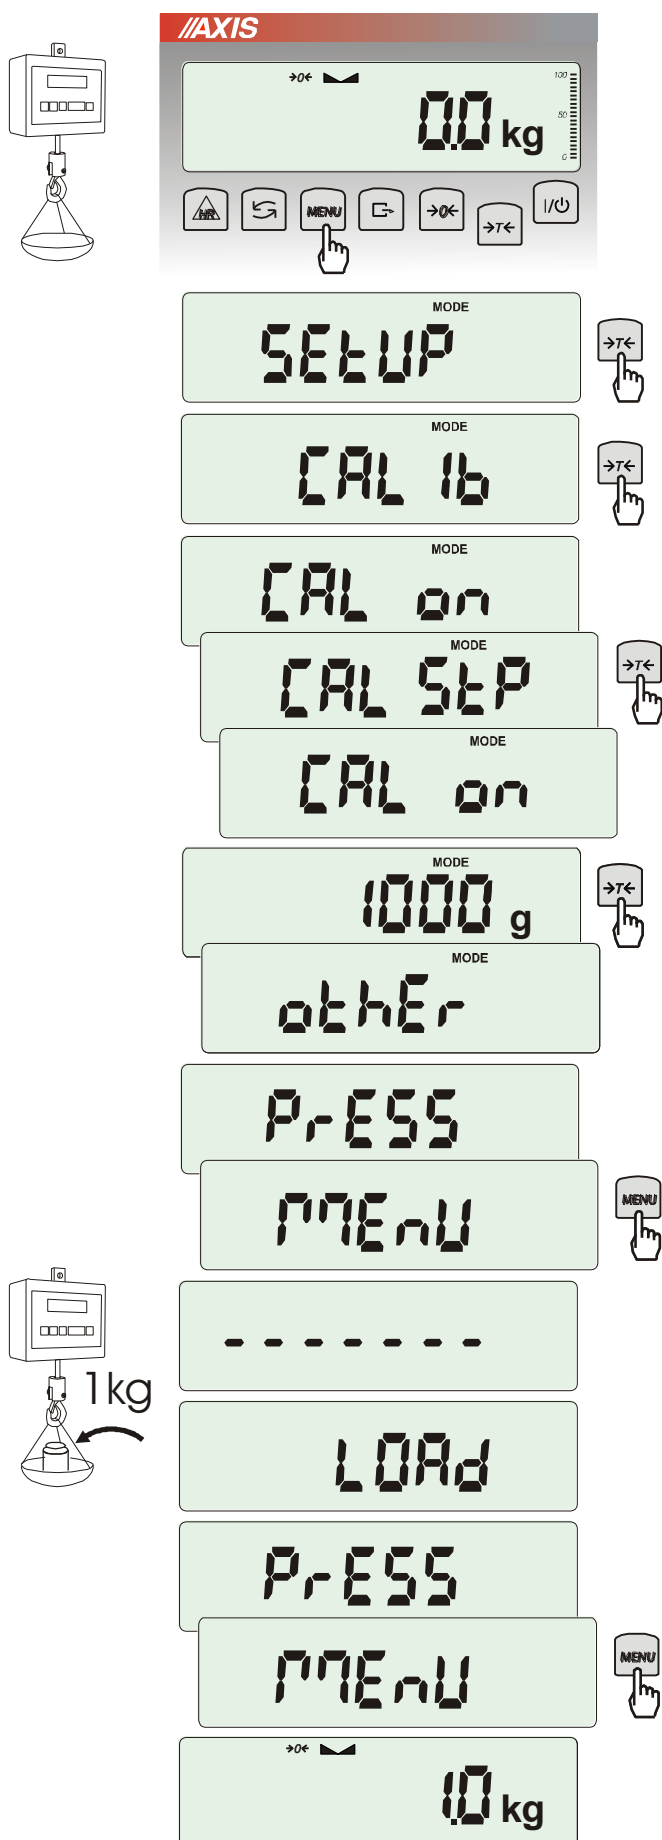 //AXIS
→0←
100
50
0
0.0 kg
HR MENU →0← →T← I/⏻
MODE
SEtUP
→T←
MODE
CAL 1b
→T←
MODE
CAL on
MODE
CAL StP
→T←
MODE
CAL on
MODE
1000 g
→T←
MODE
othEr
PrESS
MEnU
MENU
- - - - - - -
1kg
LOAd
PrESS
MEnU
MENU
→0←
1.0 kg